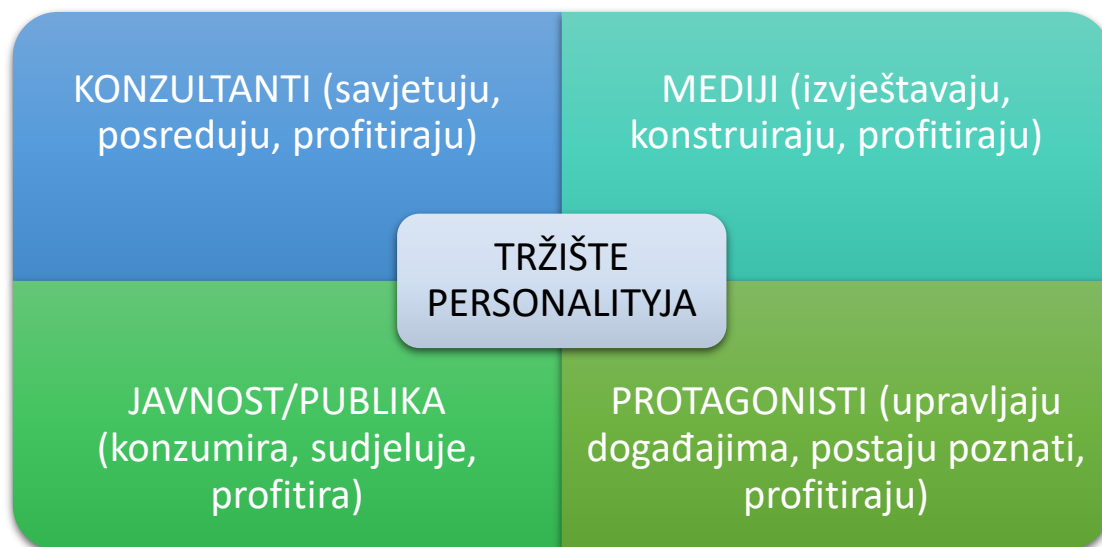 KONZULTANTI (savjetuju,
posreduju, profitiraju)
MEDIJI (izvještavaju,
konstruiraju, profitiraju)
TRŽIŠTE
PERSONALITYJA
JAVNOST/PUBLIKA
(konzumira, sudjeluje,
profitira)
PROTAGONISTI (upravljaju
događajima, postaju poznati,
profitiraju)